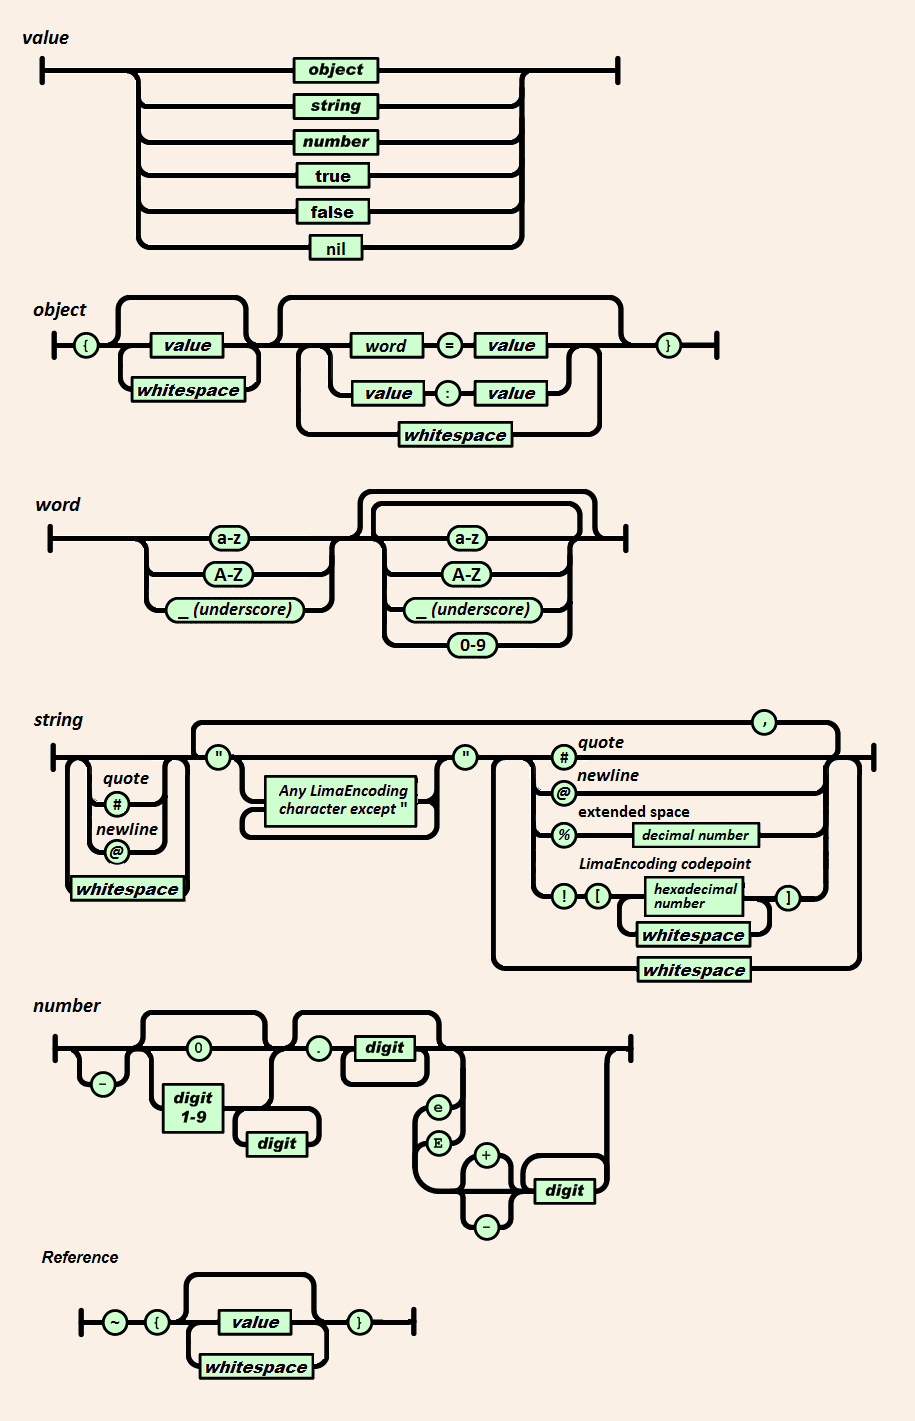 value
object
string
number
true
false
nil
object
{ value }
whitespace
word = value
value : value
whitespace
word
a-z a-z
A-Z A-Z
_ (underscore) _ (underscore)
0-9
string
,
" Any LimaEncoding
character except " "
quote
#
newline
@
whitespace
quote
#
newline
@
extended space
% decimal number
LimaEncoding codepoint
! [ hexadecimal
number ]
whitespace
whitespace
number
0 . digit
-
digit
1-9
digit
e
E
+
digit
-
Reference
~ { value }
whitespace